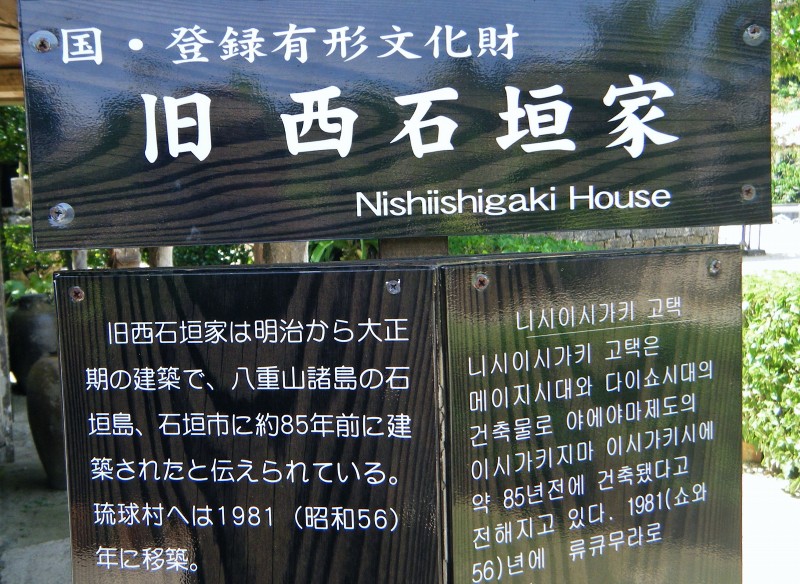 国・登録有形文化財
旧 西石垣家
Nishiishigaki House
旧西石垣家は明治から大正
期の建築で、八重山諸島の石
垣島、石垣市に約85年前に建
築されたと伝えられている。
琉球村へは1981（昭和56）
年に移築。
니시이시가키 고택
니시이시가키 고택은
메이지시대와 다이쇼시대의
건축물로 야에야마제도의
이시가키지마 이시가키시에
약 85년전에 건축됐다고
전해지고 있다. 1981(쇼와
56)년에 류큐무라로